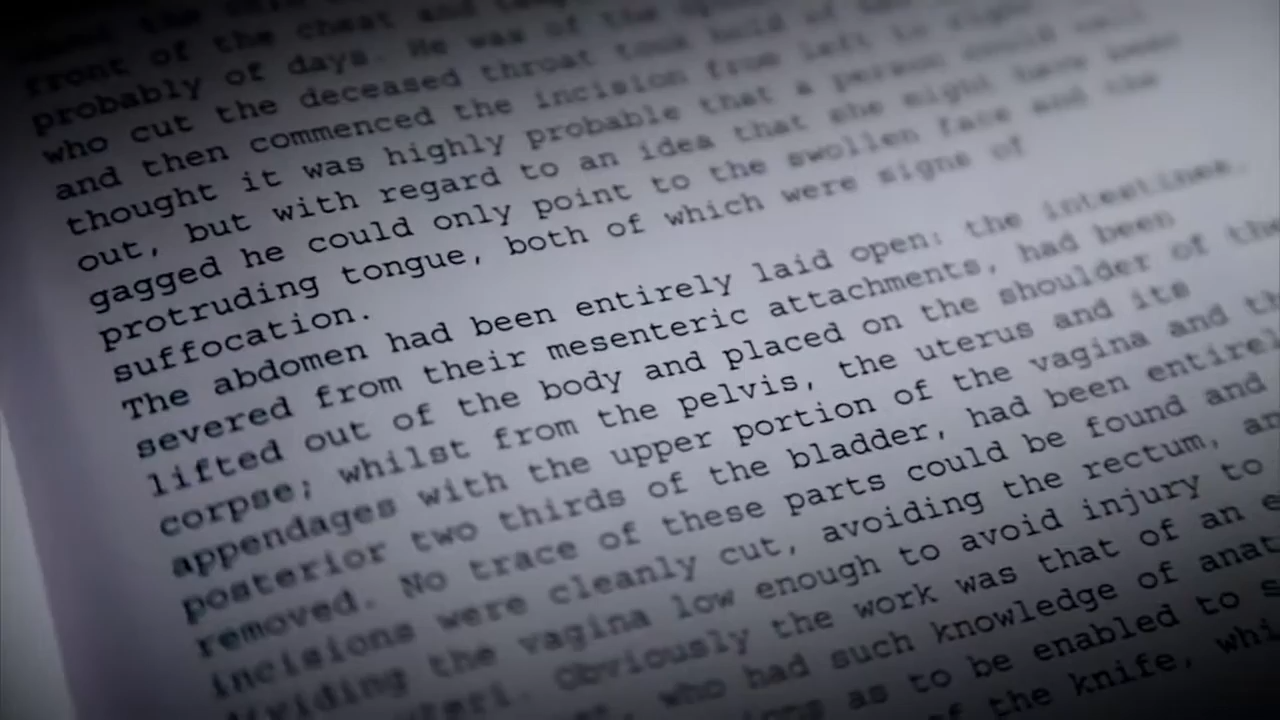 front of the chest and
probably of days. He was of the
who cut the deceased throat took hold of
and then commenced the incision from left to right
thought it was highly probable that a person could call
out, but with regard to an idea that she might have been
gagged he could only point to the swollen face and the
protruding tongue, both of which were signs of
suffocation.
The abdomen had been entirely laid open: the intestines,
severed from their mesenteric attachments, had been
lifted out of the body and placed on the shoulder of the
corpse; whilst from the pelvis, the uterus and its
appendages with the upper portion of the vagina and th
posterior two thirds of the bladder, had been entirel
removed. No trace of these parts could be found and
incisions were cleanly cut, avoiding the rectum, an
dividing the vagina low enough to avoid injury to
uteri. Obviously the work was that of an e
who had such knowledge of anat
as to be enabled to s
of the knife, whi